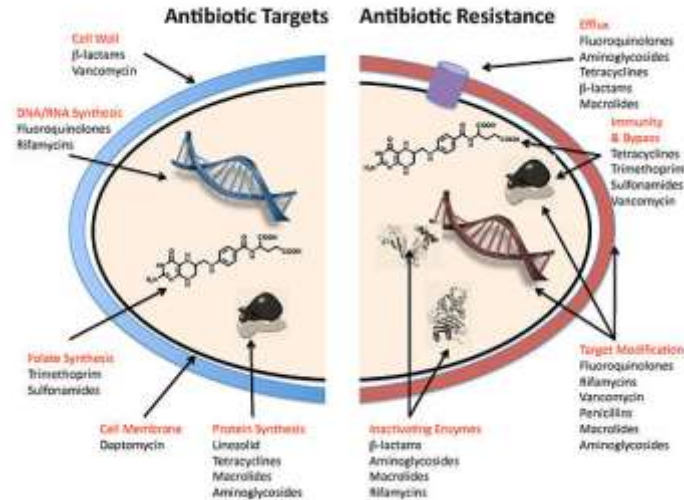 Antibiotic Targets
Antibiotic Resistance
Cell Wall
β-lactams
Vancomycin
DNA/RNA Synthesis
Fluoroquinolones
Rifamycins
Folate Synthesis
Trimethoprim
Sulfonamides
Cell Membrane
Daptomycin
Protein Synthesis
Linezolid
Tetracyclines
Macrolides
Aminoglycosides
Efflux
Fluoroquinolones
Aminoglycosides
Tetracyclines
β-lactams
Macrolides
Immunity
& Bypass
Tetracyclines
Trimethoprim
Sulfonamides
Vancomycin
Target Modification
Fluoroquinolones
Rifamycins
Vancomycin
Penicillins
Macrolides
Aminoglycosides
Inactivating Enzymes
β-lactams
Aminoglycosides
Macrolides
Rifamycins
COOH
COOH